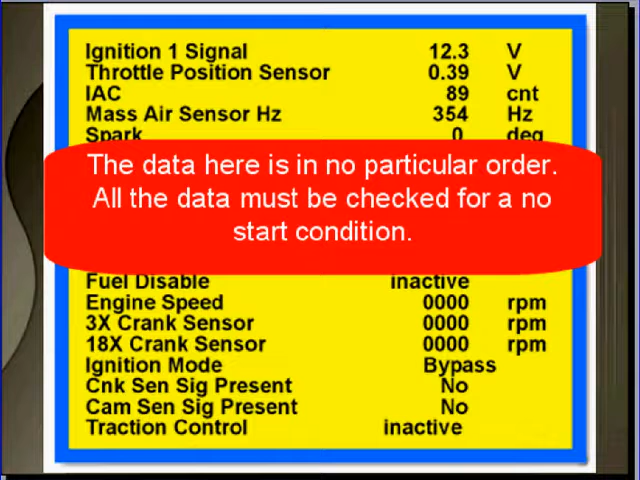 Ignition 1 Signal 12.3 V
Throttle Position Sensor 0.39 V
IAC 89 cnt
Mass Air Sensor Hz 354 Hz
Spark 0 deg
The data here is in no particular order.
All the data must be checked for a no
start condition.
Fuel Disable inactive
Engine Speed 0000 rpm
3X Crank Sensor 0000 rpm
18X Crank Sensor 0000 rpm
Ignition Mode Bypass
Cnk Sen Sig Present No
Cam Sen Sig Present No
Traction Control inactive